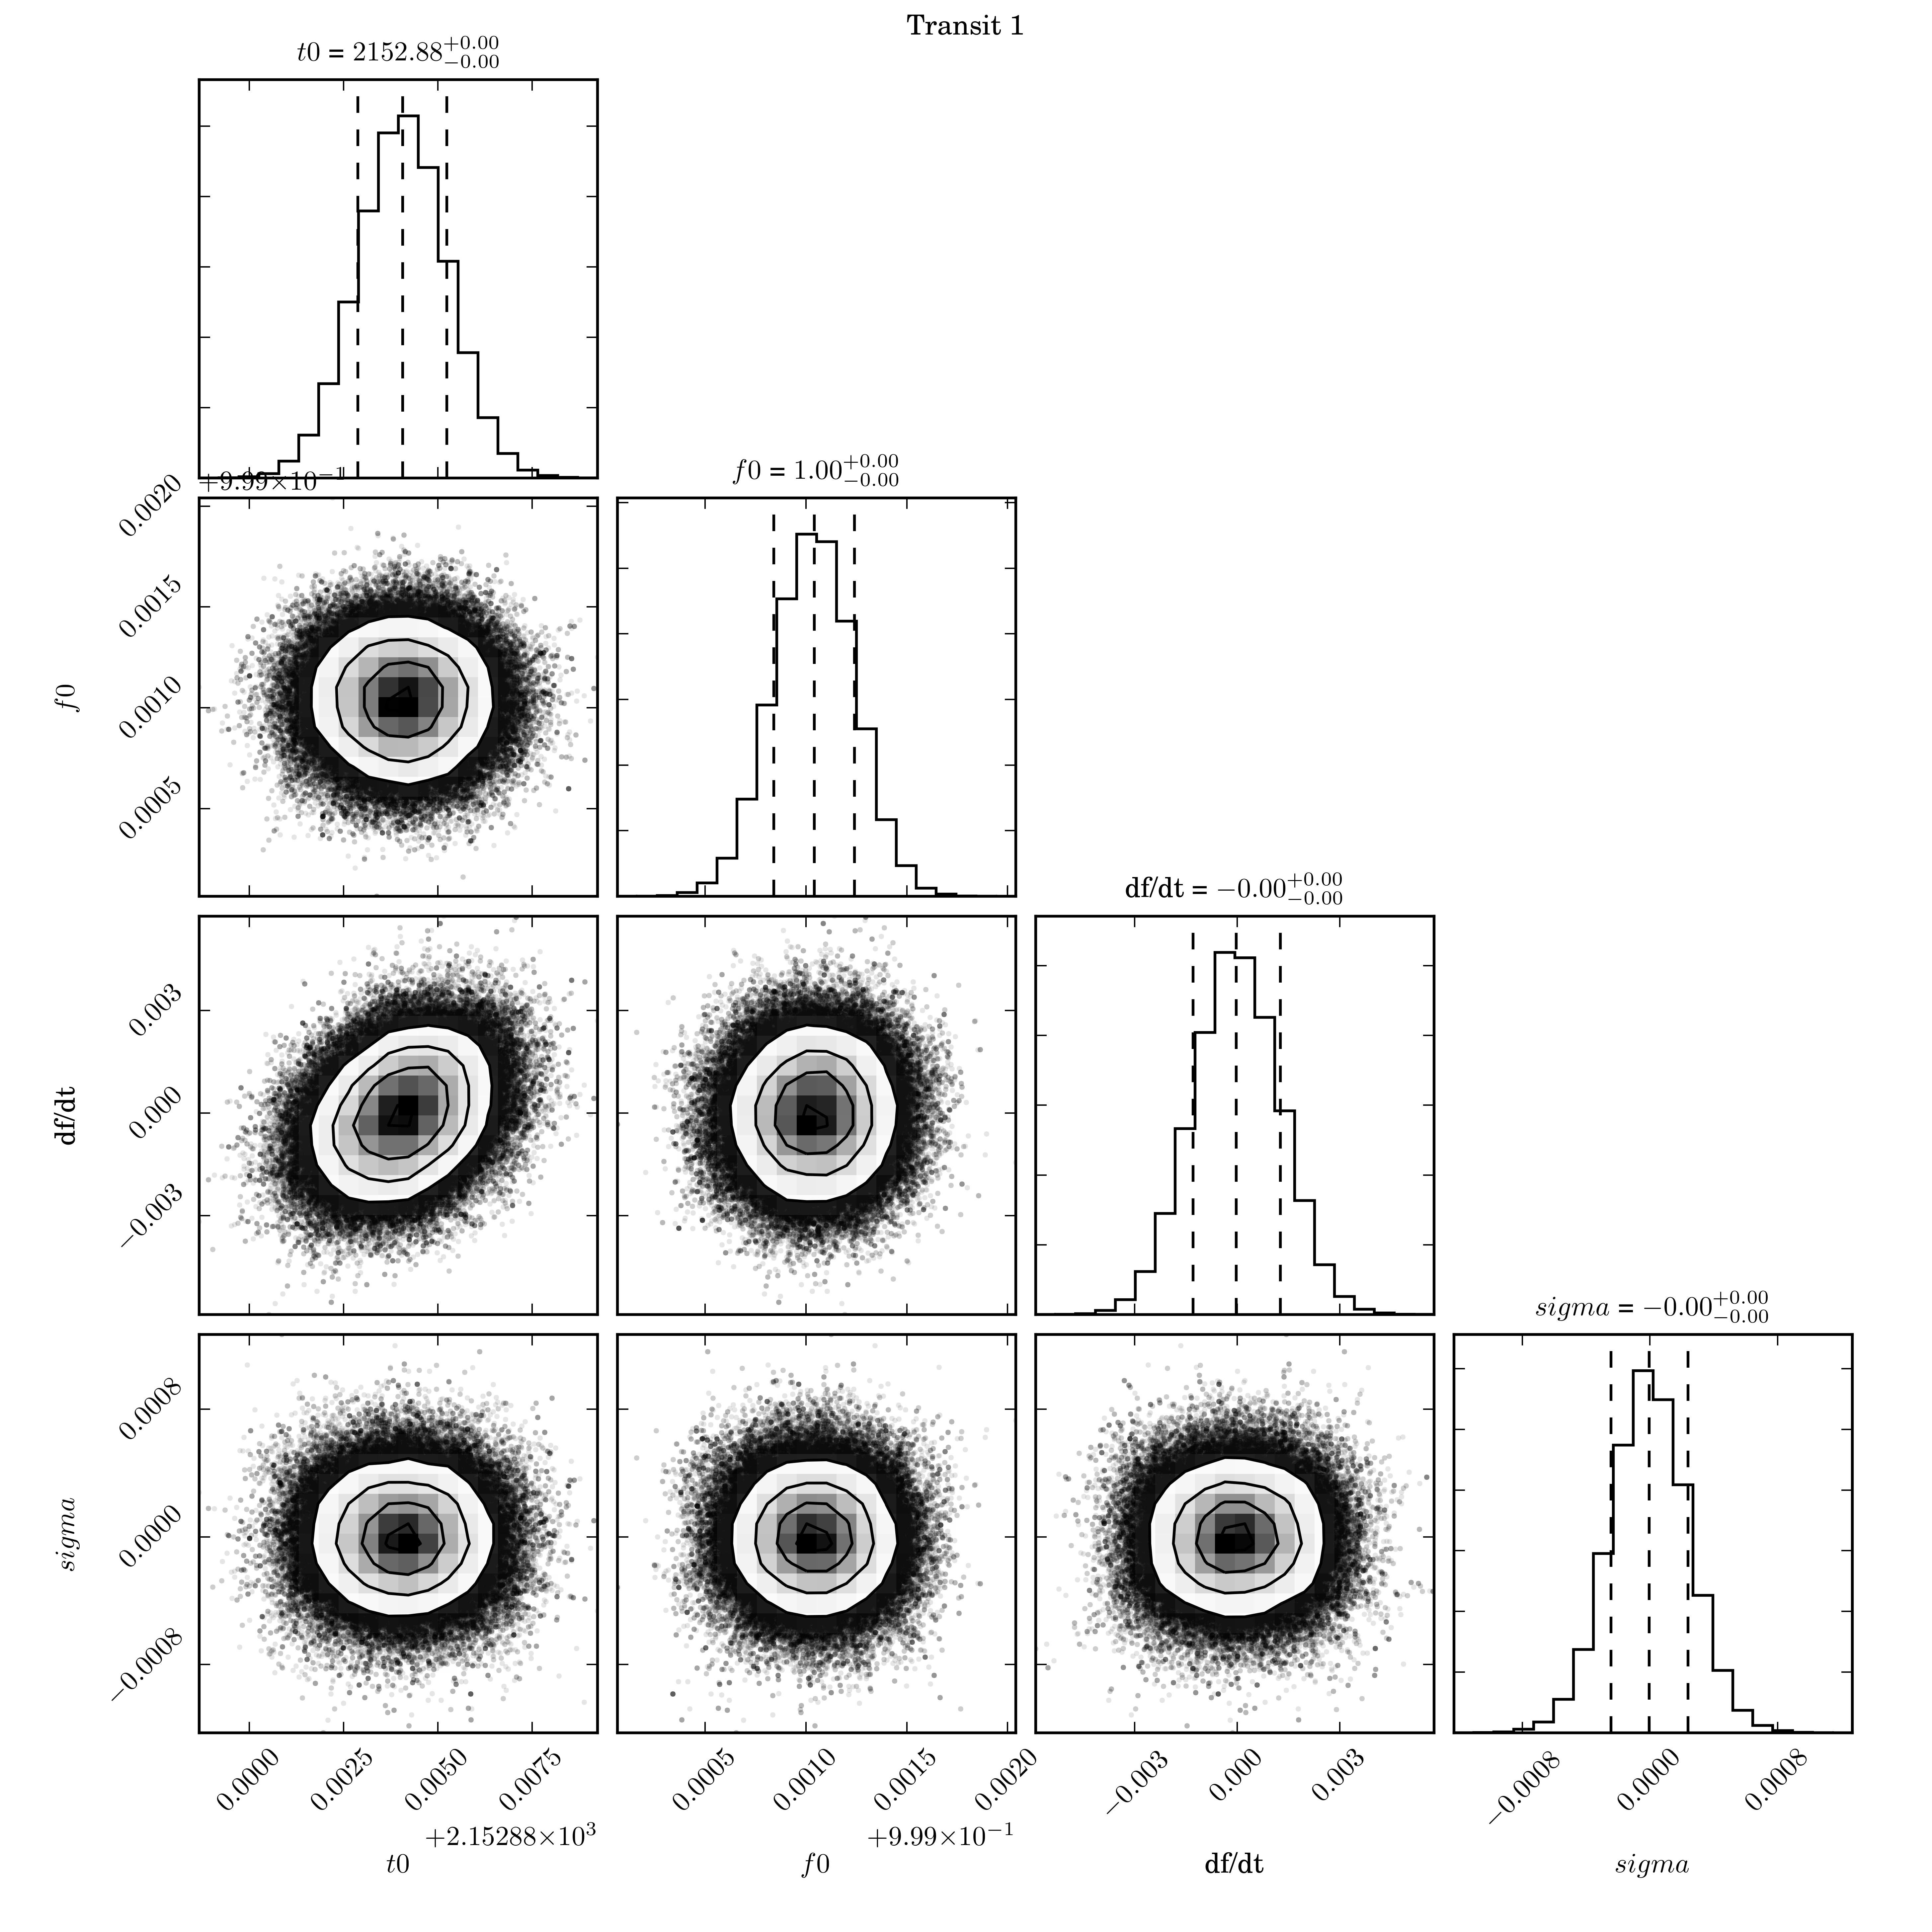 Transit 1
t0 = 2152.88+0.00−0.00
+9.99×10−1
f0 = 1.00+0.00−0.00
0.0020
0.0015
0.0010
0.0005
f0
df/dt = −0.00+0.00−0.00
0.003
0.000
−0.003
df/dt
sigma = −0.00+0.00−0.00
0.0008
0.0000
−0.0008
sigma
0.0000 0.0025 0.0050 0.0075 0.0005 0.0010 0.0015 0.0020 −0.003 0.000 0.003 −0.0008 0.0000 0.0008
+2.15288×10³ +9.99×10−1
t0 f0 df/dt sigma